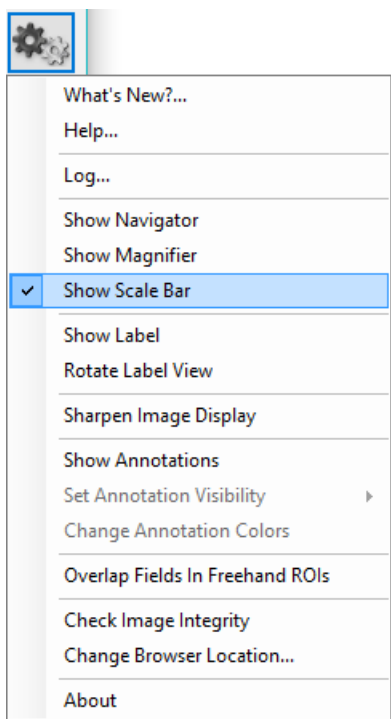 What's New?...
Help...
Log...
Show Navigator
Show Magnifier
Show Scale Bar
Show Label
Rotate Label View
Sharpen Image Display
Show Annotations
Set Annotation Visibility
Change Annotation Colors
Overlap Fields In Freehand ROIs
Check Image Integrity
Change Browser Location...
About